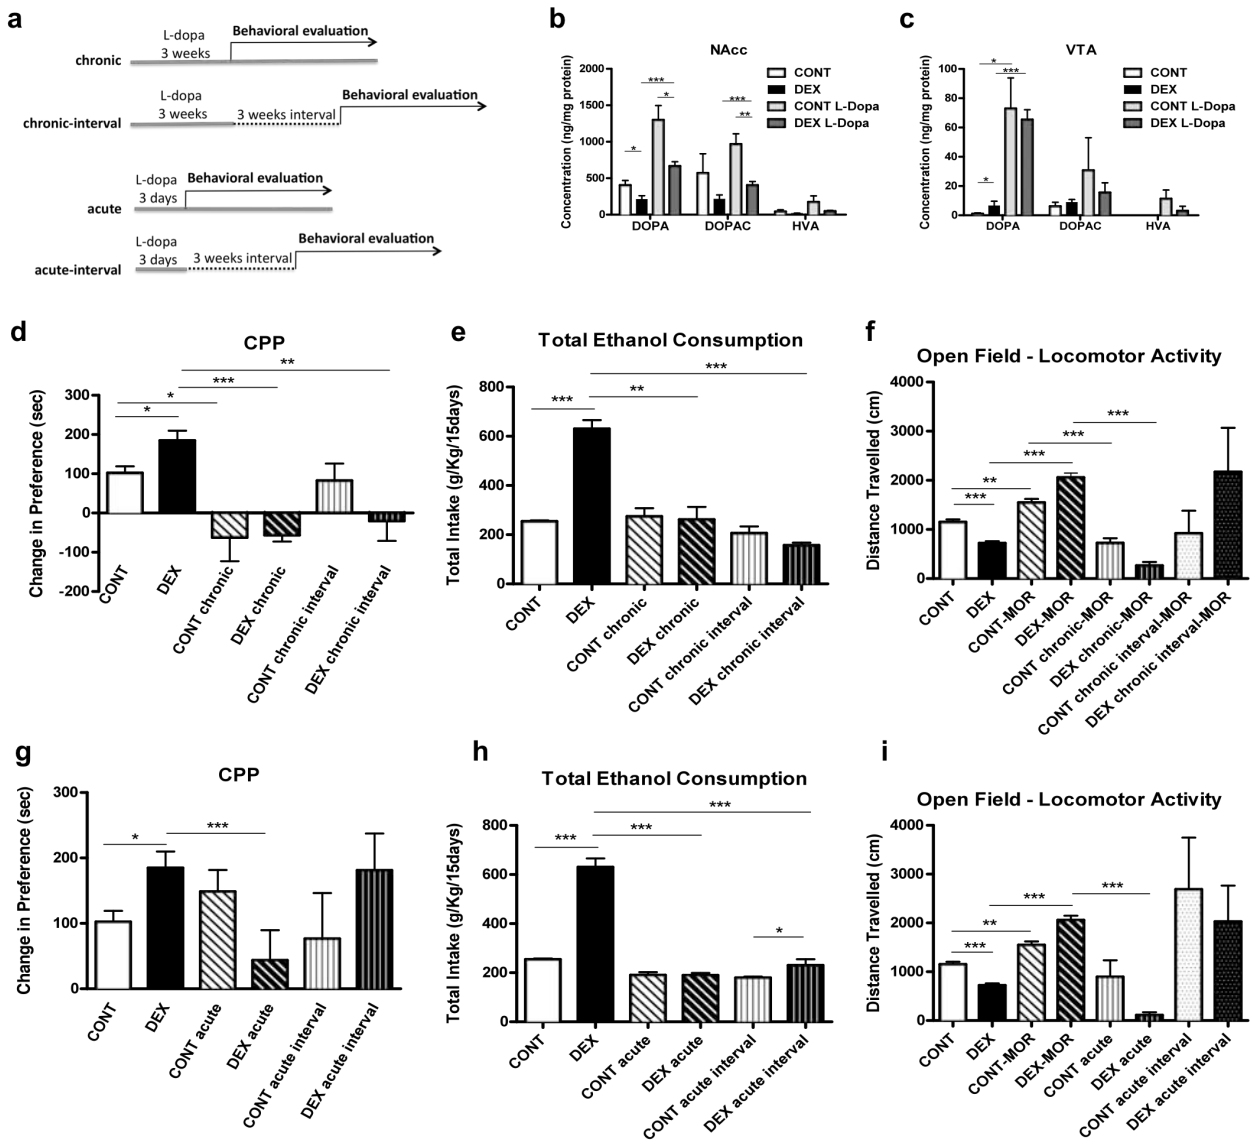 a
L-dopa
3 weeks
Behavioral evaluation
chronic
L-dopa
3 weeks
3 weeks interval
Behavioral evaluation
chronic-interval
L-dopa
3 days
Behavioral evaluation
acute
L-dopa
3 days
3 weeks interval
Behavioral evaluation
acute-interval
b
NAcc
Concentration (ng/mg protein)
2000
1500
1000
500
0
CONT
DEX
CONT L-Dopa
DEX L-Dopa
*
***
*
***
**
DOPA
DOPAC
HVA
c
VTA
Concentration (ng/mg protein)
100
80
60
40
20
0
CONT
DEX
CONT L-Dopa
DEX L-Dopa
*
***
*
DOPA
DOPAC
HVA
d
CPP
Change in Preference (sec)
300
200
100
0
-100
-200
**
***
*
*
CONT
DEX
CONT chronic
DEX chronic
CONT chronic interval
DEX chronic interval
e
Total Ethanol Consumption
Total Intake (g/Kg/15days)
800
600
400
200
0
***
**
***
CONT
DEX
CONT chronic
DEX chronic
CONT chronic interval
DEX chronic interval
f
Open Field - Locomotor Activity
Distance Travelled (cm)
4000
3000
2000
1000
0
***
***
***
**
***
CONT
DEX
CONT-MOR
DEX-MOR
CONT chronic-MOR
DEX chronic-MOR
CONT chronic interval-MOR
DEX chronic interval-MOR
g
CPP
Change in Preference (sec)
300
200
100
0
*
***
CONT
DEX
CONT acute
DEX acute
CONT acute interval
DEX acute interval
h
Total Ethanol Consumption
Total Intake (g/Kg/15days)
800
600
400
200
0
***
***
***
*
CONT
DEX
CONT acute
DEX acute
CONT acute interval
DEX acute interval
i
Open Field - Locomotor Activity
Distance Travelled (cm)
4000
3000
2000
1000
0
***
***
**
***
CONT
DEX
CONT-MOR
DEX-MOR
CONT acute
DEX acute
CONT acute interval
DEX acute interval